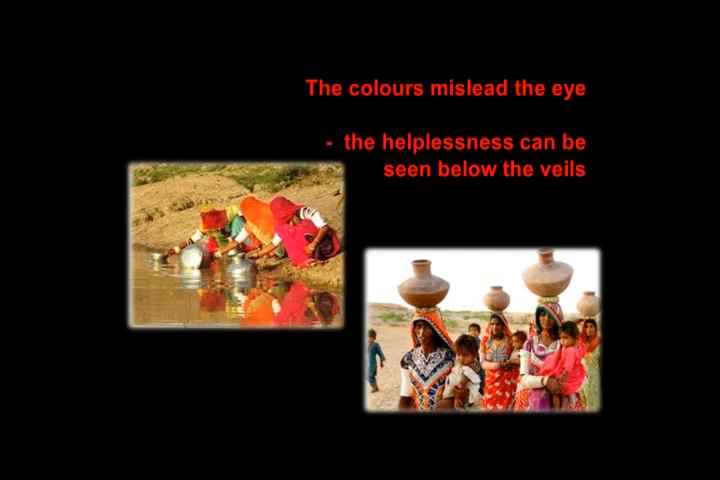 The colours mislead the eye
- the helplessness can be
seen below the veils